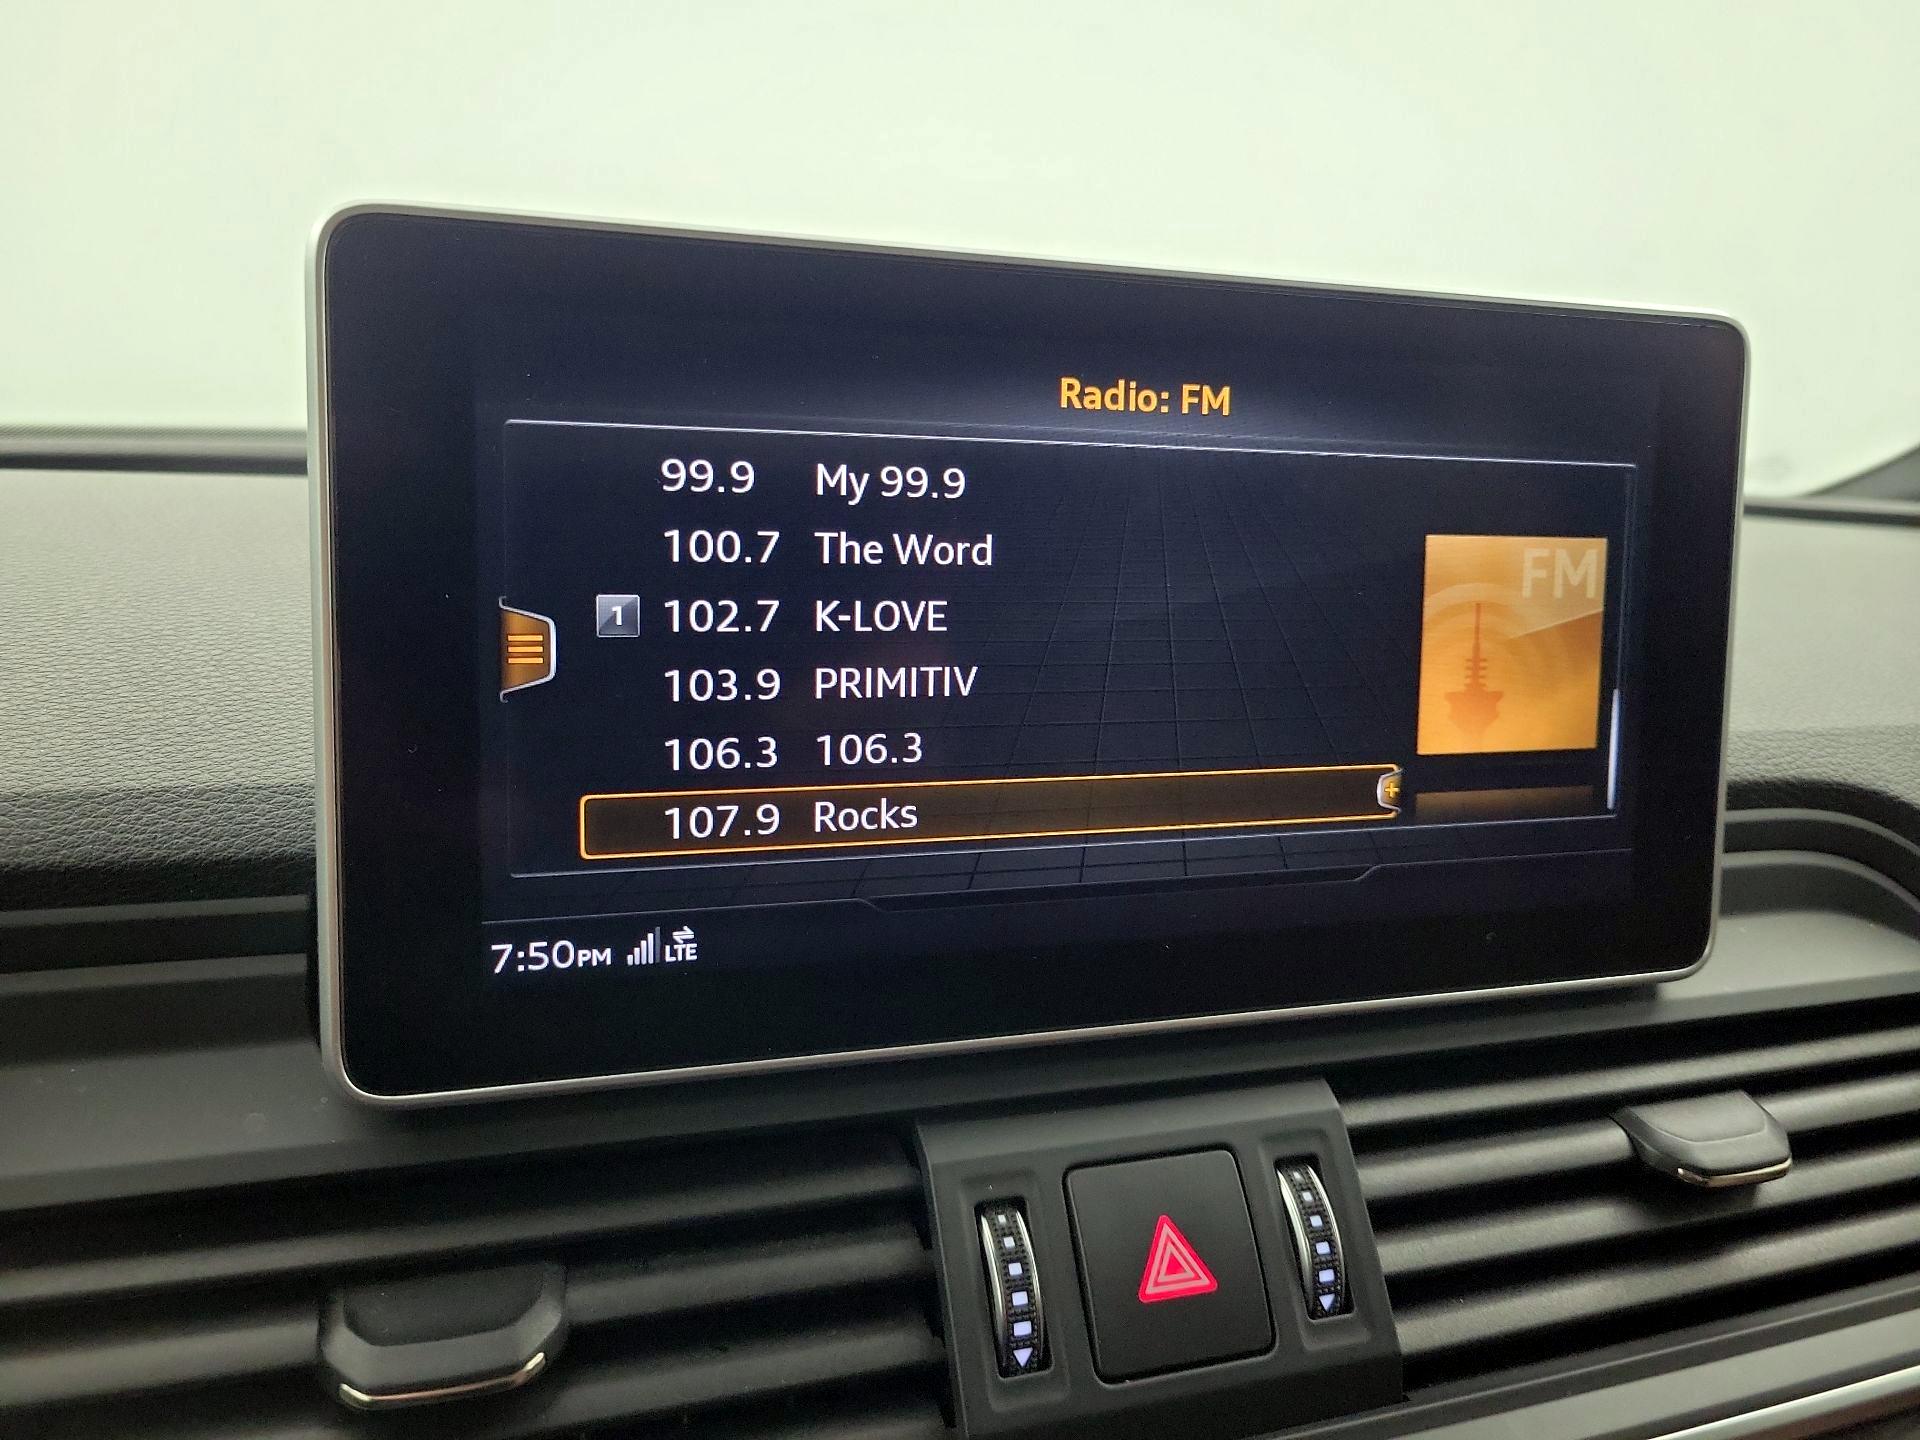 Radio: FM
99.9 My 99.9
100.7 The Word
1 102.7 K-LOVE
103.9 PRIMITIV
106.3 106.3
107.9 Rocks
FM
7:50PM LTE